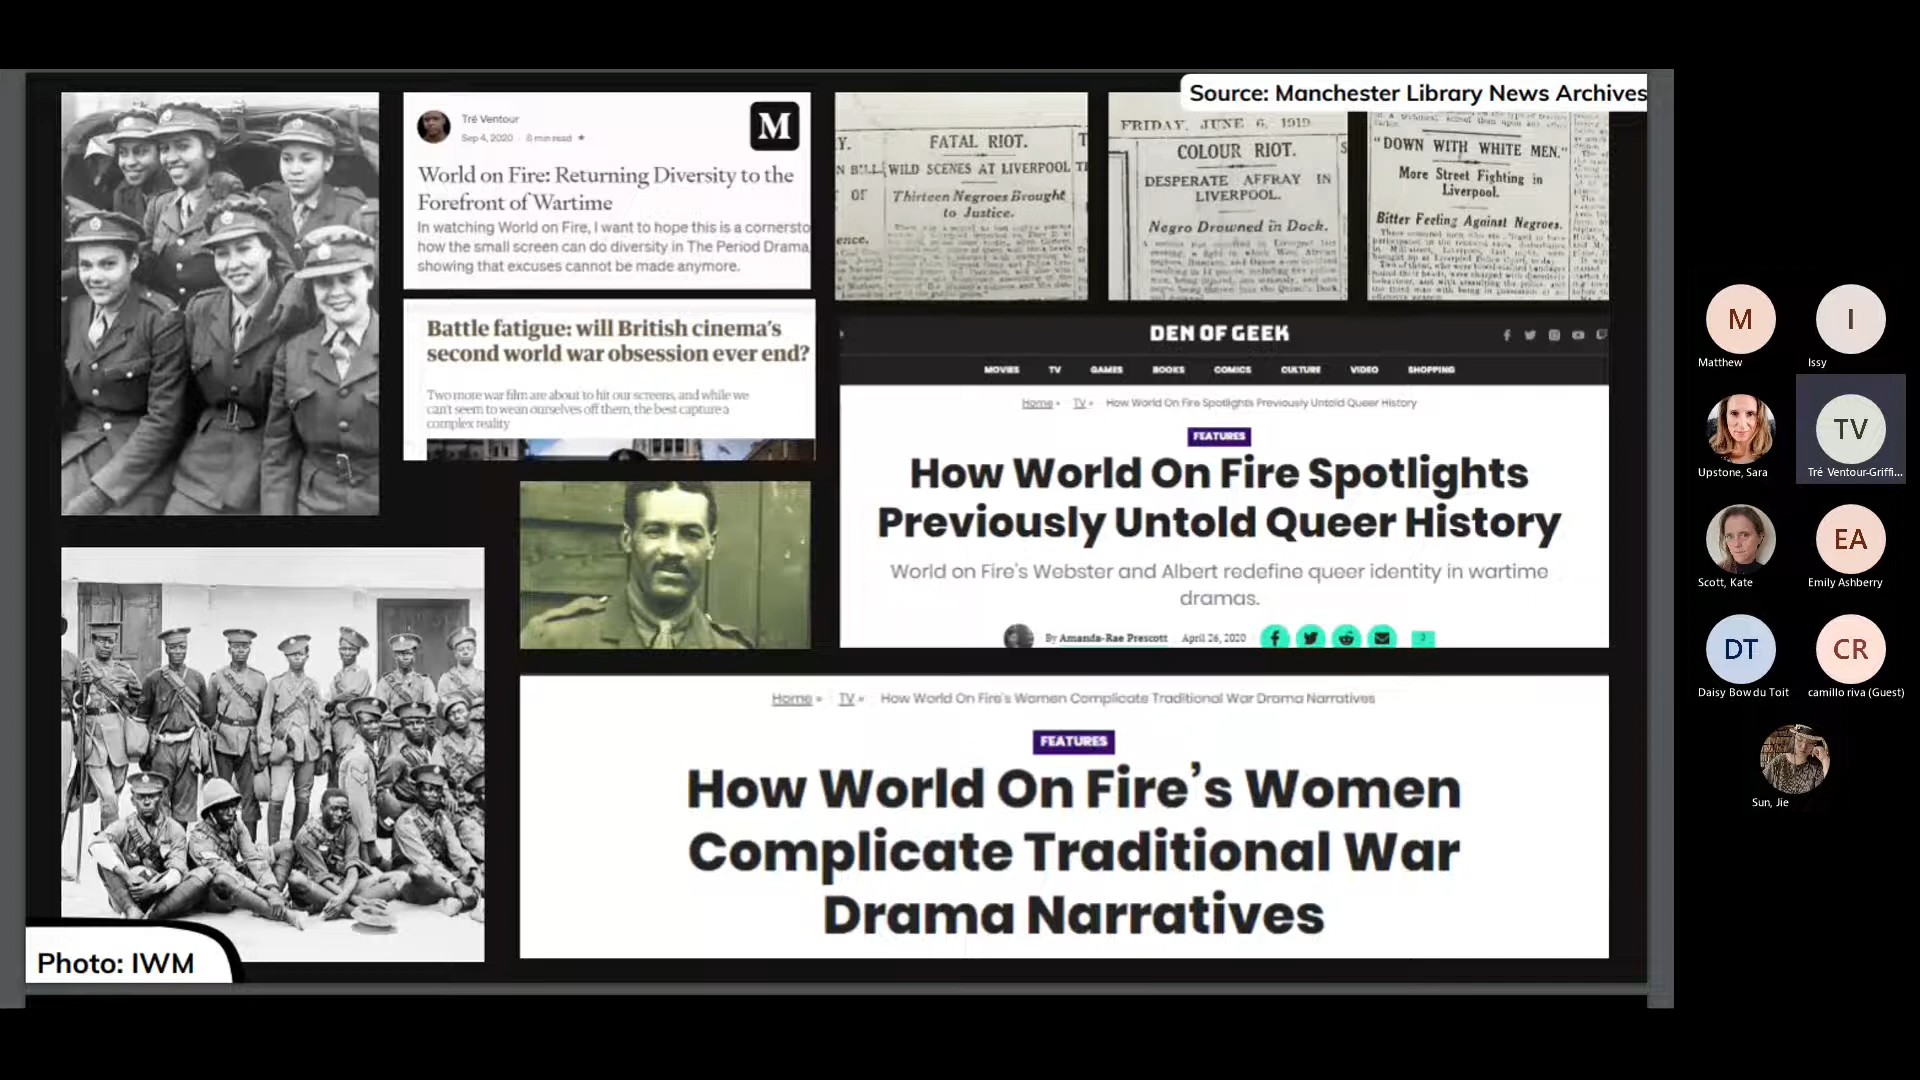 Source: Manchester Library News Archives
Tré Ventour
Sep 4, 2020 · 8 min read ★
M
World on Fire: Returning Diversity to the
Forefront of Wartime
In watching World on Fire, I want to hope this is a cornersto
how the small screen can do diversity in The Period Drama,
showing that excuses cannot be made anymore.
Battle fatigue: will British cinema's
second world war obsession ever end?
Two more war film are about to hit our screens, and while we
can't seem to wean ourselves off them, the best capture a
complex reality
FATAL RIOT.
WILD SCENES AT LIVERPOOL
Thirteen Negroes Brought
to Justice.
FRIDAY, JUNE 6, 1919
COLOUR RIOT.
DESPERATE AFFRAY IN
LIVERPOOL.
Negro Drowned in Dock.
"DOWN WITH WHITE MEN."
More Street Fighting in
Liverpool.
Bitter Feeling Against Negroes.
DEN OF GEEK
MOVIES TV GAMES BOOKS COMICS CULTURE VIDEO SHOPPING
Home » TV » How World On Fire Spotlights Previously Untold Queer History
FEATURES
How World On Fire Spotlights
Previously Untold Queer History
World on Fire's Webster and Albert redefine queer identity in wartime
dramas.
By Amanda-Rae Prescott April 26, 2020
Home » TV » How World On Fire's Women Complicate Traditional War Drama Narratives
FEATURES
How World On Fire's Women
Complicate Traditional War
Drama Narratives
Photo: IWM
M
Matthew
I
Issy
Upstone, Sara
TV
Tré Ventour-Griffi...
Scott, Kate
EA
Emily Ashberry
DT
Daisy Bow du Toit
CR
camillo riva (Guest)
Sun, Jie